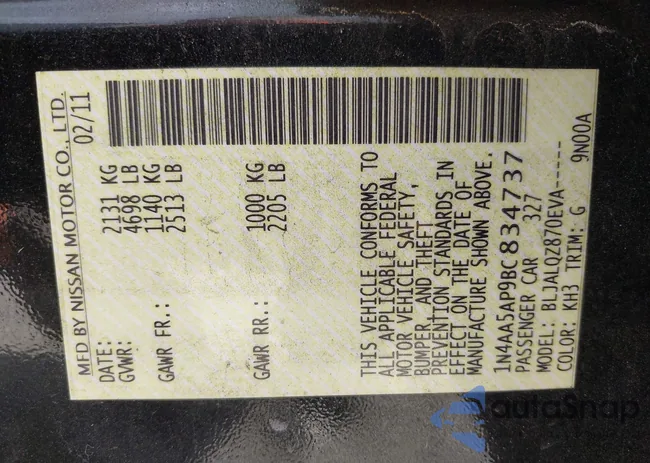 MFD BY NISSAN MOTOR CO., LTD.
DATE: 02/11
GVWR: 2131 KG
4698 LB
GAWR FR.: 1140 KG
2513 LB
GAWR RR.: 1000 KG
2205 LB
THIS VEHICLE CONFORMS TO
ALL APPLICABLE FEDERAL
MOTOR VEHICLE SAFETY,
BUMPER, AND THEFT
PREVENTION STANDARDS IN
EFFECT ON THE DATE OF
MANUFACTURE SHOWN ABOVE.
1N4AA5AP9BC834737
PASSENGER CAR 327
MODEL: BLJALQZ870EVA-----
COLOR: KH3 TRIM: G 9N00A
AutoSnap